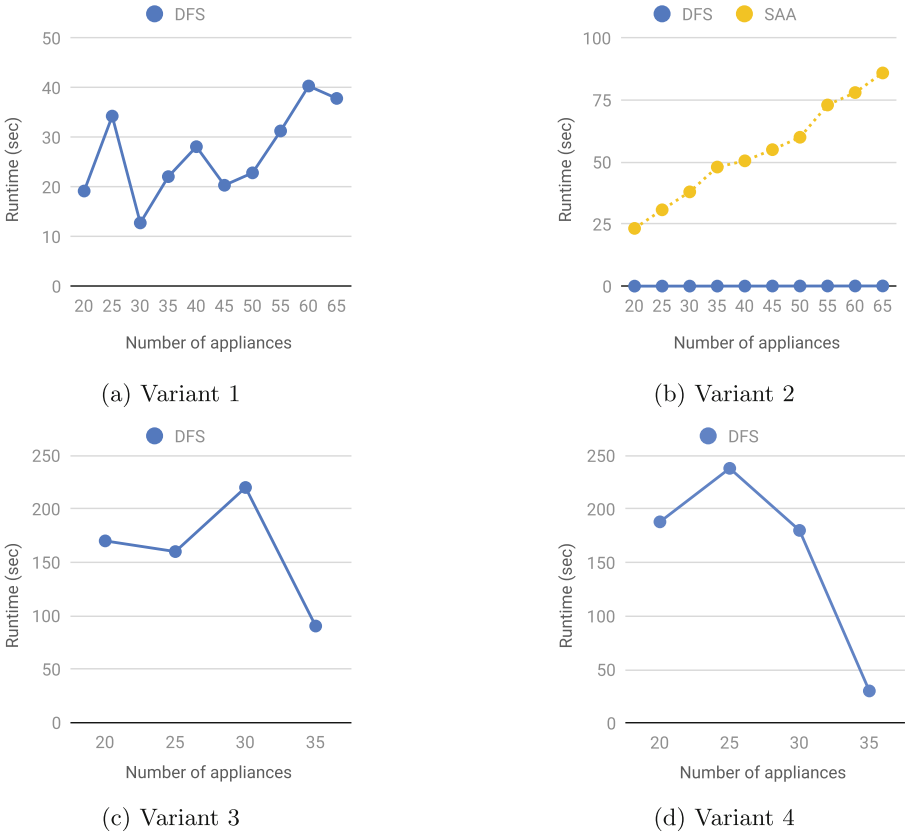 DFS
50
40
30
20
10
0
Runtime (sec)
20 25 30 35 40 45 50 55 60 65
Number of appliances
(a) Variant 1
DFS SAA
100
75
50
25
0
Runtime (sec)
20 25 30 35 40 45 50 55 60 65
Number of appliances
(b) Variant 2
DFS
250
200
150
100
50
0
Runtime (sec)
20 25 30 35
Number of appliances
(c) Variant 3
DFS
250
200
150
100
50
0
Runtime (sec)
20 25 30 35
Number of appliances
(d) Variant 4